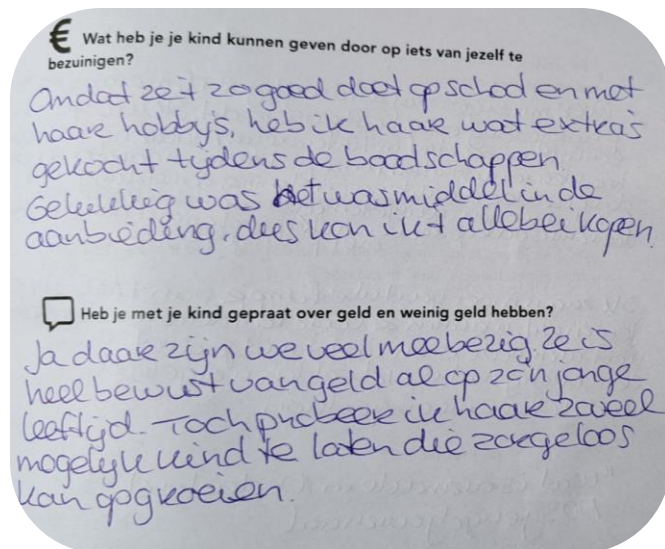 € Wat heb je je kind kunnen geven door op iets van jezelf te
bezuinigen?
Omdat ze 't zo goed doet op school en met
haar hobby's, heb ik haar wat extra's
gekocht tijdens de boodschappen.
Gelukkig was het wasmiddel in de
aanbieding, dus kon ik 't allebei kopen.
Heb je met je kind gepraat over geld en weinig geld hebben?
Ja daar zijn we veel mee bezig. Ze is
heel bewust van geld al op zo'n jonge
leeftijd. Toch probeer ik haar zoveel
mogelijk kind te laten die zorgeloos
kan opgroeien.